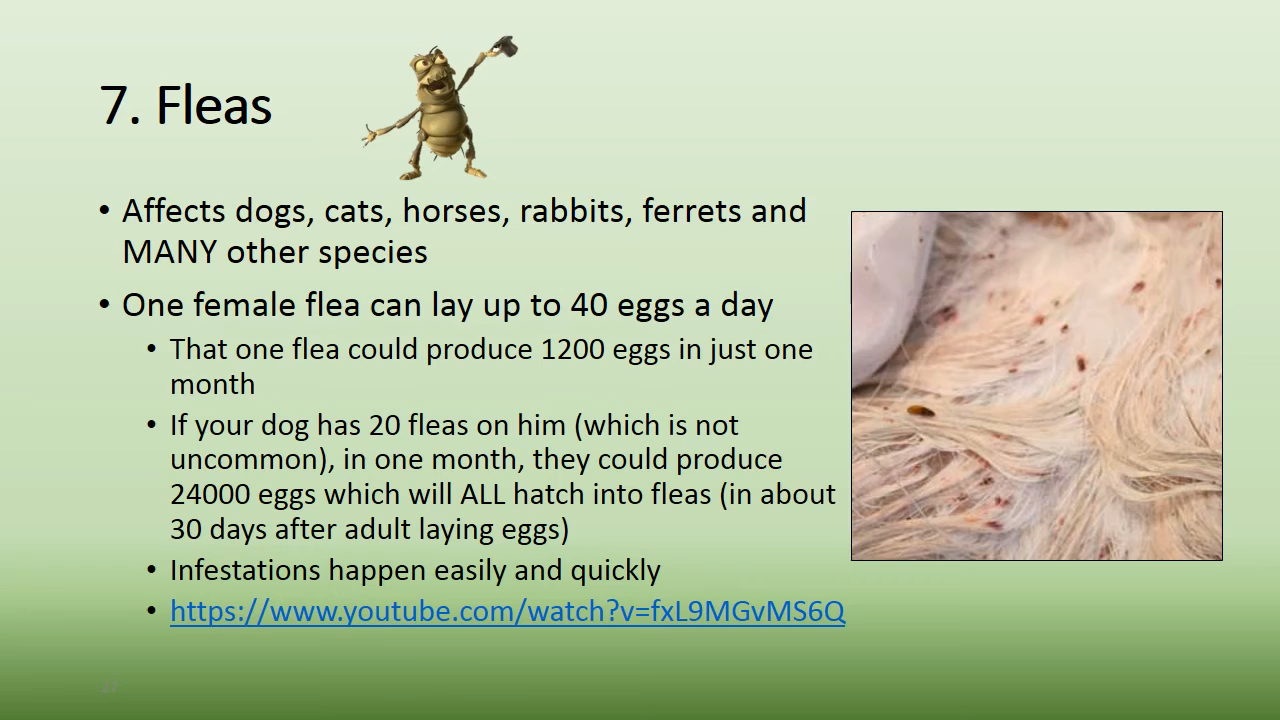 7. Fleas
• Affects dogs, cats, horses, rabbits, ferrets and
MANY other species
• One female flea can lay up to 40 eggs a day
• That one flea could produce 1200 eggs in just one
month
• If your dog has 20 fleas on him (which is not
uncommon), in one month, they could produce
24000 eggs which will ALL hatch into fleas (in about
30 days after adult laying eggs)
• Infestations happen easily and quickly
• https://www.youtube.com/watch?v=fxL9MGvMS6Q